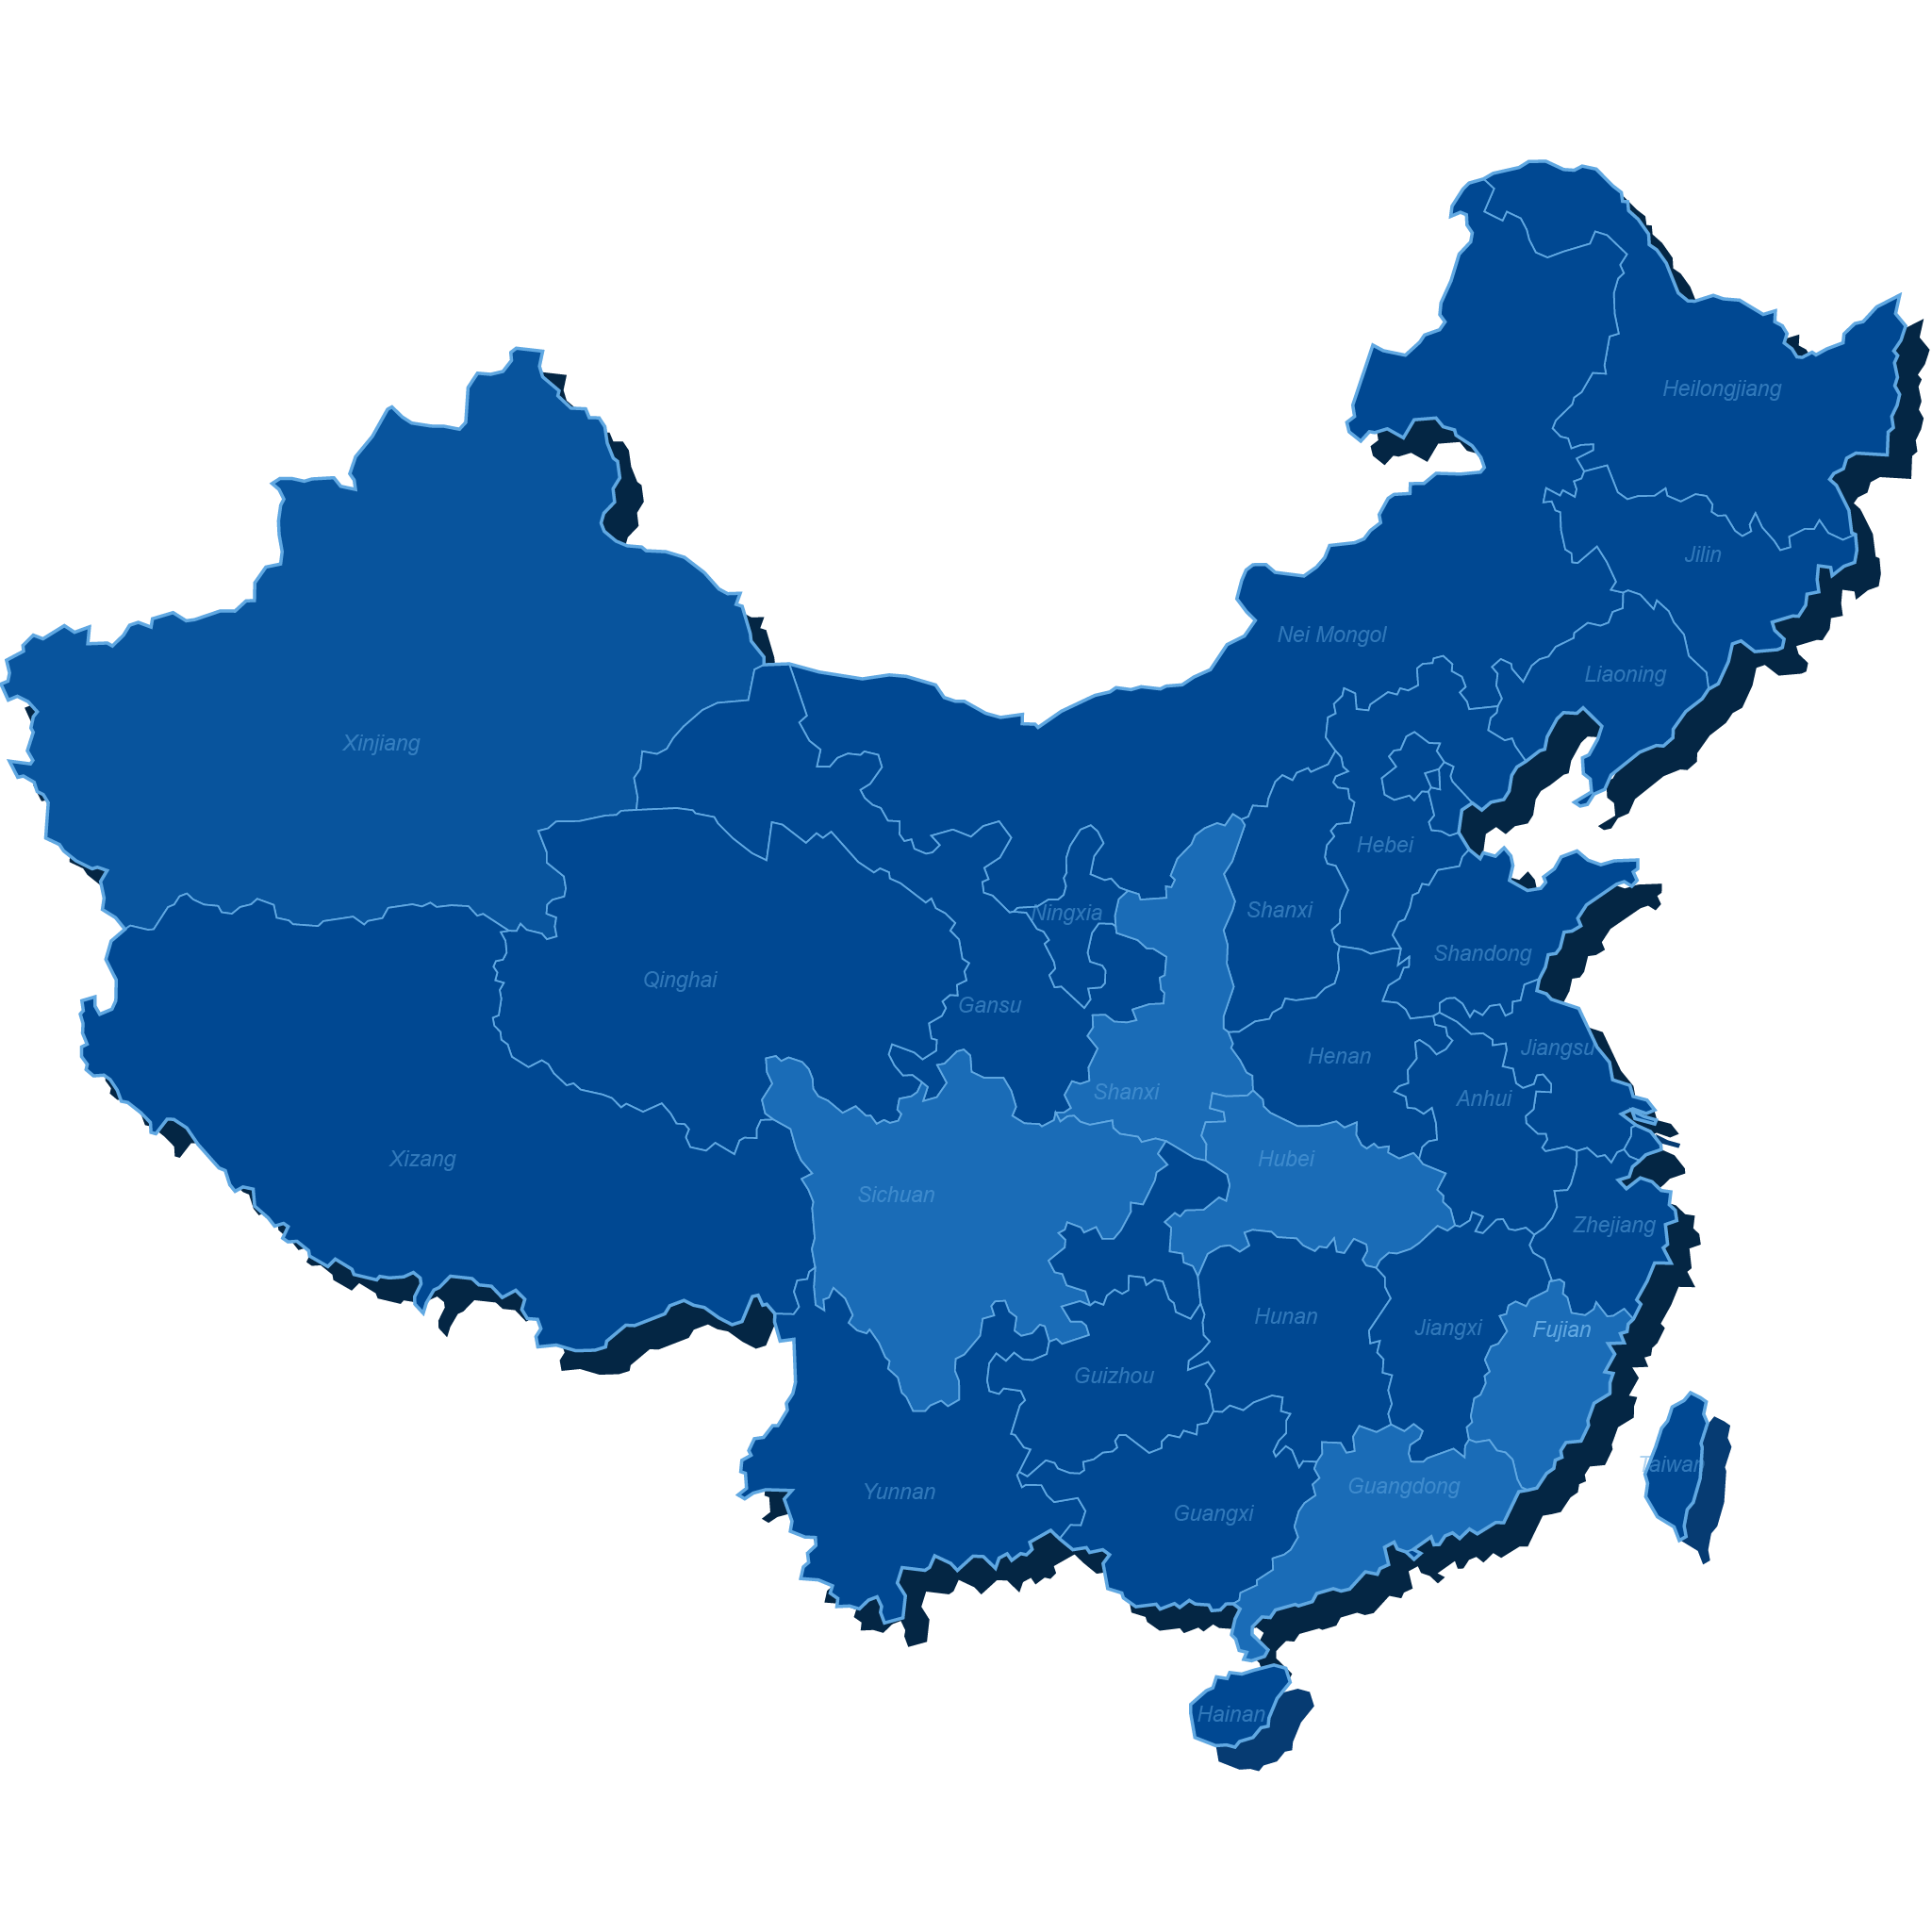 Heilongjiang
Jilin
Nei Mongol
Liaoning
Xinjiang
Hebei
Shanxi
Ningxia
Shandong
Qinghai
Gansu
Jiangsu
Henan
Shanxi
Anhui
Xizang
Hubei
Sichuan
Zhejiang
Hunan
Jiangxi
Fujian
Guizhou
Taiwan
Guangdong
Yunnan
Guangxi
Hainan